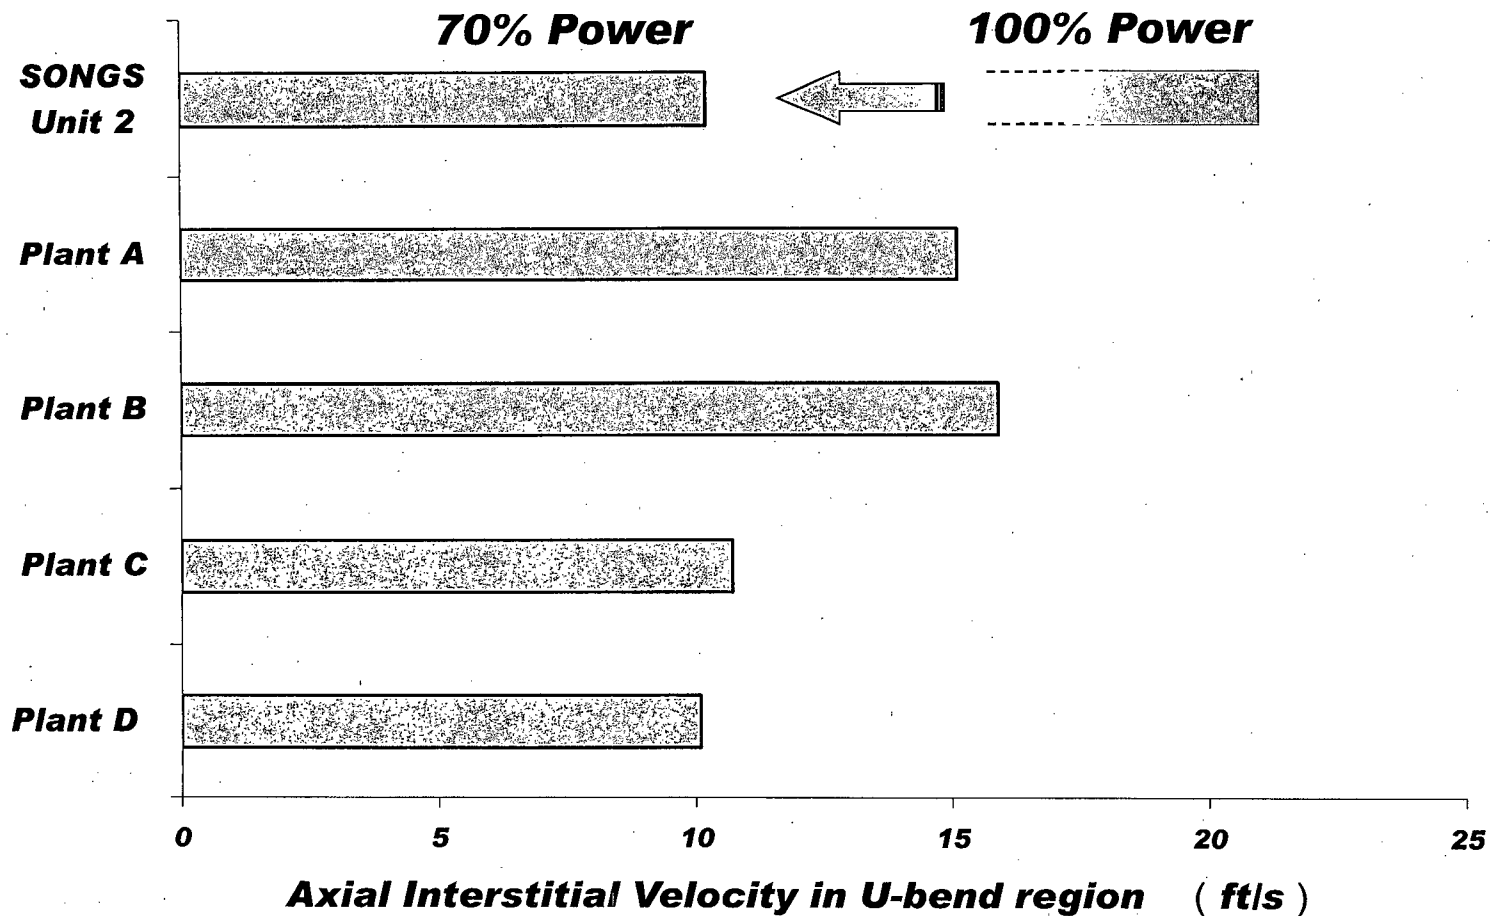 70% Power 100% Power
SONGS
Unit 2
Plant A
Plant B
Plant C
Plant D
0 5 10 15 20 25
Axial Interstitial Velocity in U-bend region ( ft/s )